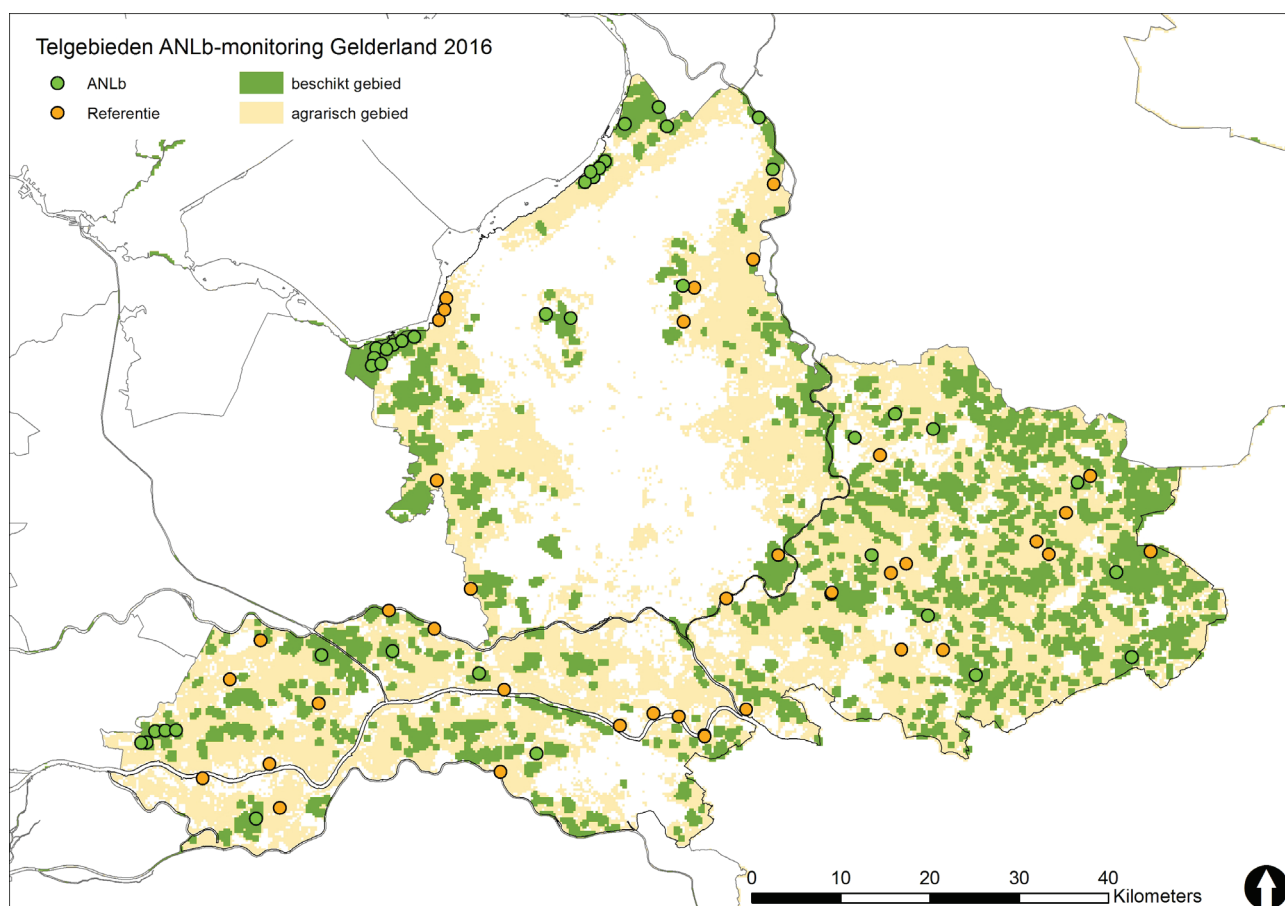 Telgebieden ANLb-monitoring Gelderland 2016
ANLb
beschikt gebied
Referentie
agrarisch gebied
0 10 20 30 40
Kilometers